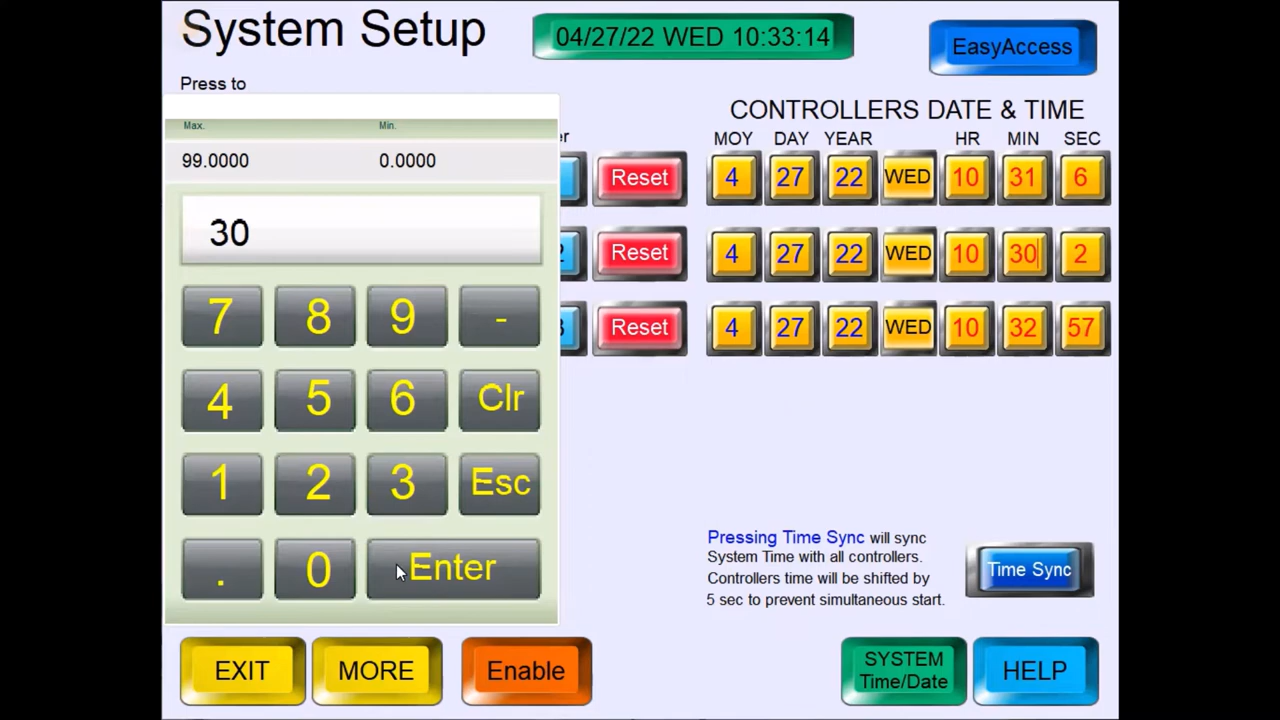 System Setup
04/27/22 WED 10:33:14
EasyAccess
Press to
CONTROLLERS DATE & TIME
Max. Min.
er
MOY DAY YEAR HR MIN SEC
99.0000 0.0000
Reset 4 27 22 WED 10 31 6
30
2 Reset 4 27 22 WED 10 30 2
7 8 9 -
3 Reset 4 27 22 WED 10 32 57
4 5 6 Clr
1 2 3 Esc
. 0 Enter
Pressing Time Sync will sync
System Time with all controllers.
Controllers time will be shifted by
5 sec to prevent simultaneous start.
Time Sync
EXIT MORE Enable
SYSTEM
Time/Date
HELP